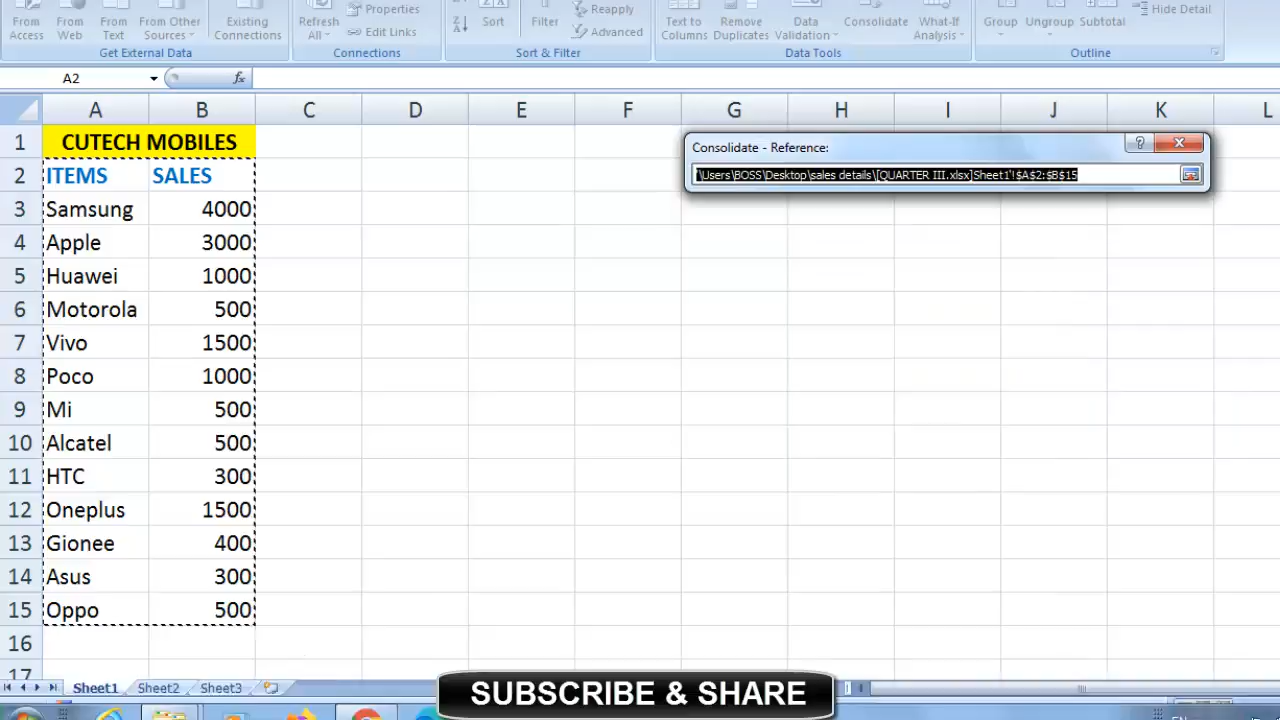 From Access
From Web
From Text
From Other Sources
Existing Connections
Get External Data
Refresh All
Properties
Edit Links
Connections
Sort
Filter
Reapply
Advanced
Sort & Filter
Text to Columns
Remove Duplicates
Data Validation
Consolidate
What-If Analysis
Data Tools
Group
Ungroup
Subtotal
Hide Detail
Outline
A2
fx
A B C D E F G H I J K L
1 CUTECH MOBILES
2 ITEMS SALES
3 Samsung 4000
4 Apple 3000
5 Huawei 1000
6 Motorola 500
7 Vivo 1500
8 Poco 1000
9 Mi 500
10 Alcatel 500
11 HTC 300
12 Oneplus 1500
13 Gionee 400
14 Asus 300
15 Oppo 500
16
17
Consolidate - Reference:
\Users\BOSS\Desktop\sales details\[QUARTER III.xlsx]Sheet1'!$A$2:$B$15
Sheet1 Sheet2 Sheet3
SUBSCRIBE & SHARE
EN